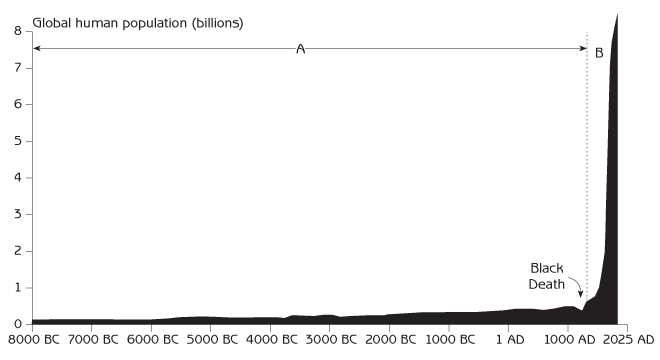 Global human population (billions)
8
A
B
7
6
5
4
3
2
Black
Death
1
0
8000 BC 7000 BC 6000 BC 5000 BC 4000 BC 3000 BC 2000 BC 1000 BC 1 AD 1000 AD 2025 AD